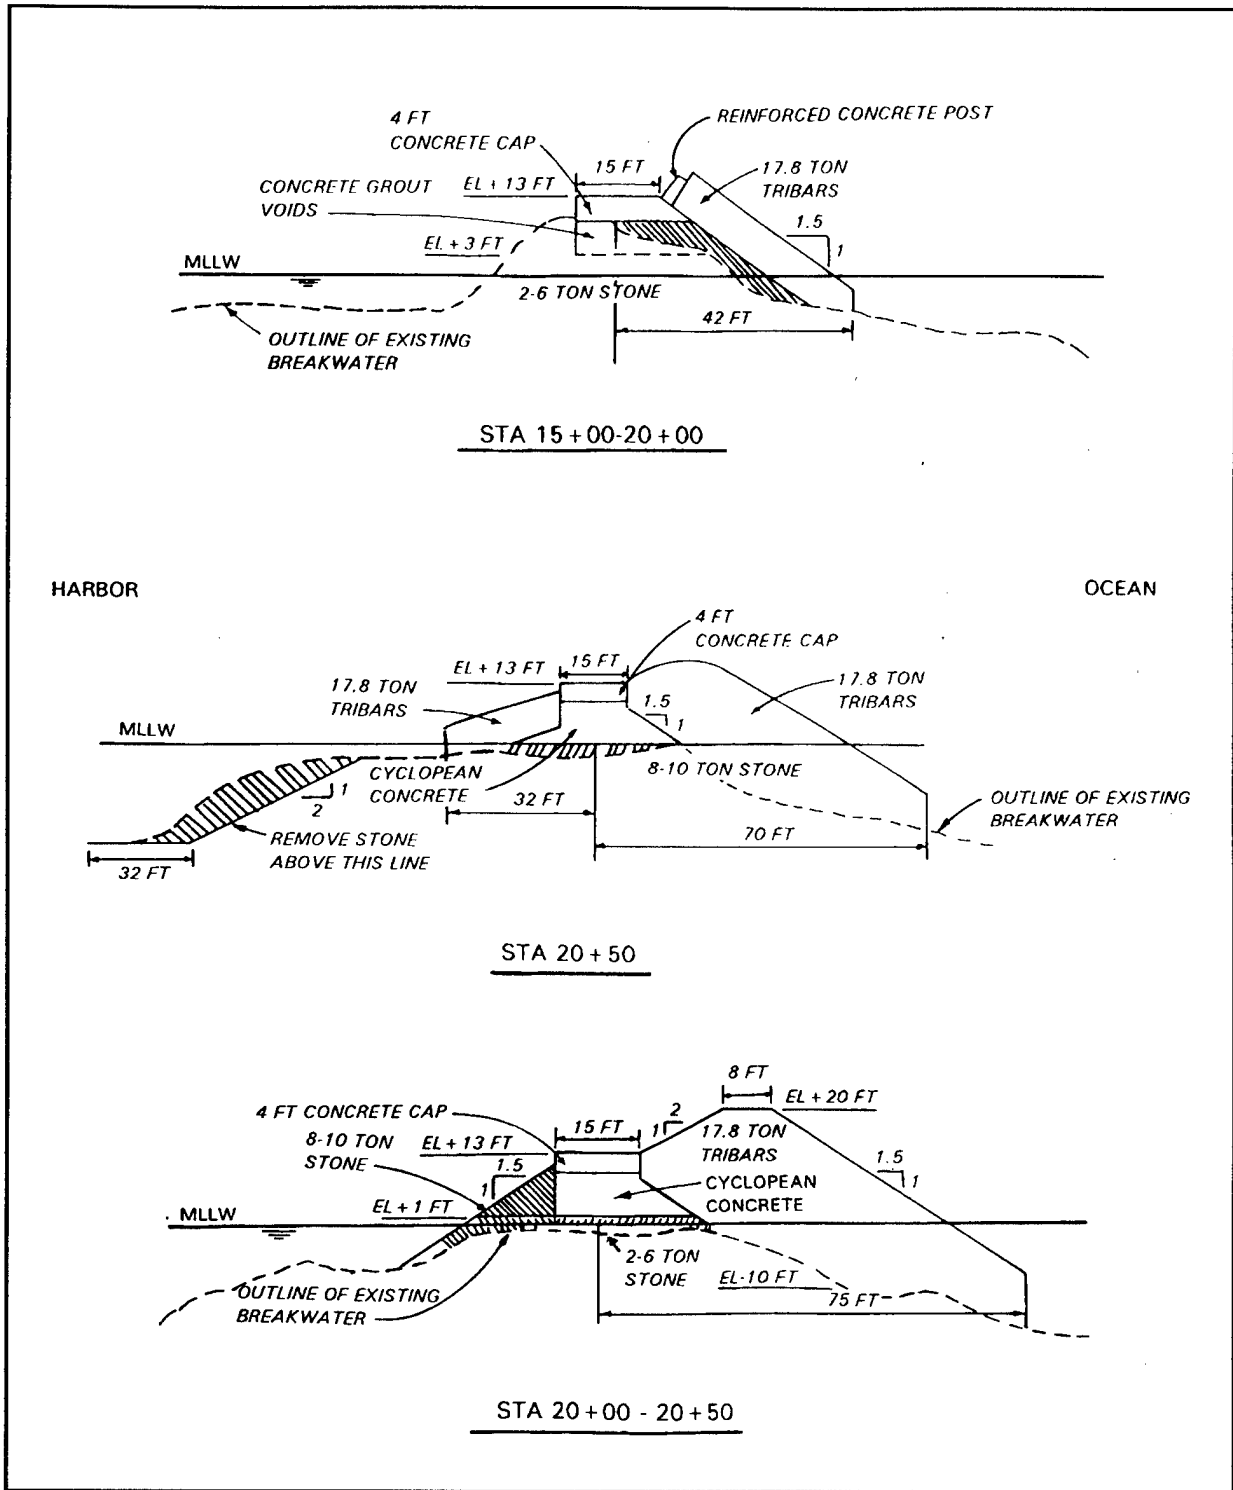 4 FT
CONCRETE CAP
REINFORCED CONCRETE POST
15 FT
17.8 TON
TRIBARS
CONCRETE GROUT
VOIDS
EL + 13 FT
1.5
1
EL + 3 FT
MLLW
2-6 TON STONE
42 FT
OUTLINE OF EXISTING
BREAKWATER
STA 15+00-20+00
HARBOR
OCEAN
4 FT
CONCRETE CAP
EL + 13 FT
15 FT
17.8 TON
TRIBARS
17.8 TON
TRIBARS
1.5
1
MLLW
CYCLOPEAN
CONCRETE
8-10 TON STONE
1
2
32 FT
OUTLINE OF EXISTING
BREAKWATER
REMOVE STONE
ABOVE THIS LINE
70 FT
32 FT
STA 20+50
8 FT
EL + 20 FT
4 FT CONCRETE CAP
15 FT
2
1
17.8 TON
TRIBARS
8-10 TON
STONE
EL + 13 FT
1.5
1
1.5
1
CYCLOPEAN
CONCRETE
EL + 1 FT
MLLW
2-6 TON
STONE
EL-10 FT
OUTLINE OF EXISTING
BREAKWATER
75 FT
STA 20+00 - 20+50